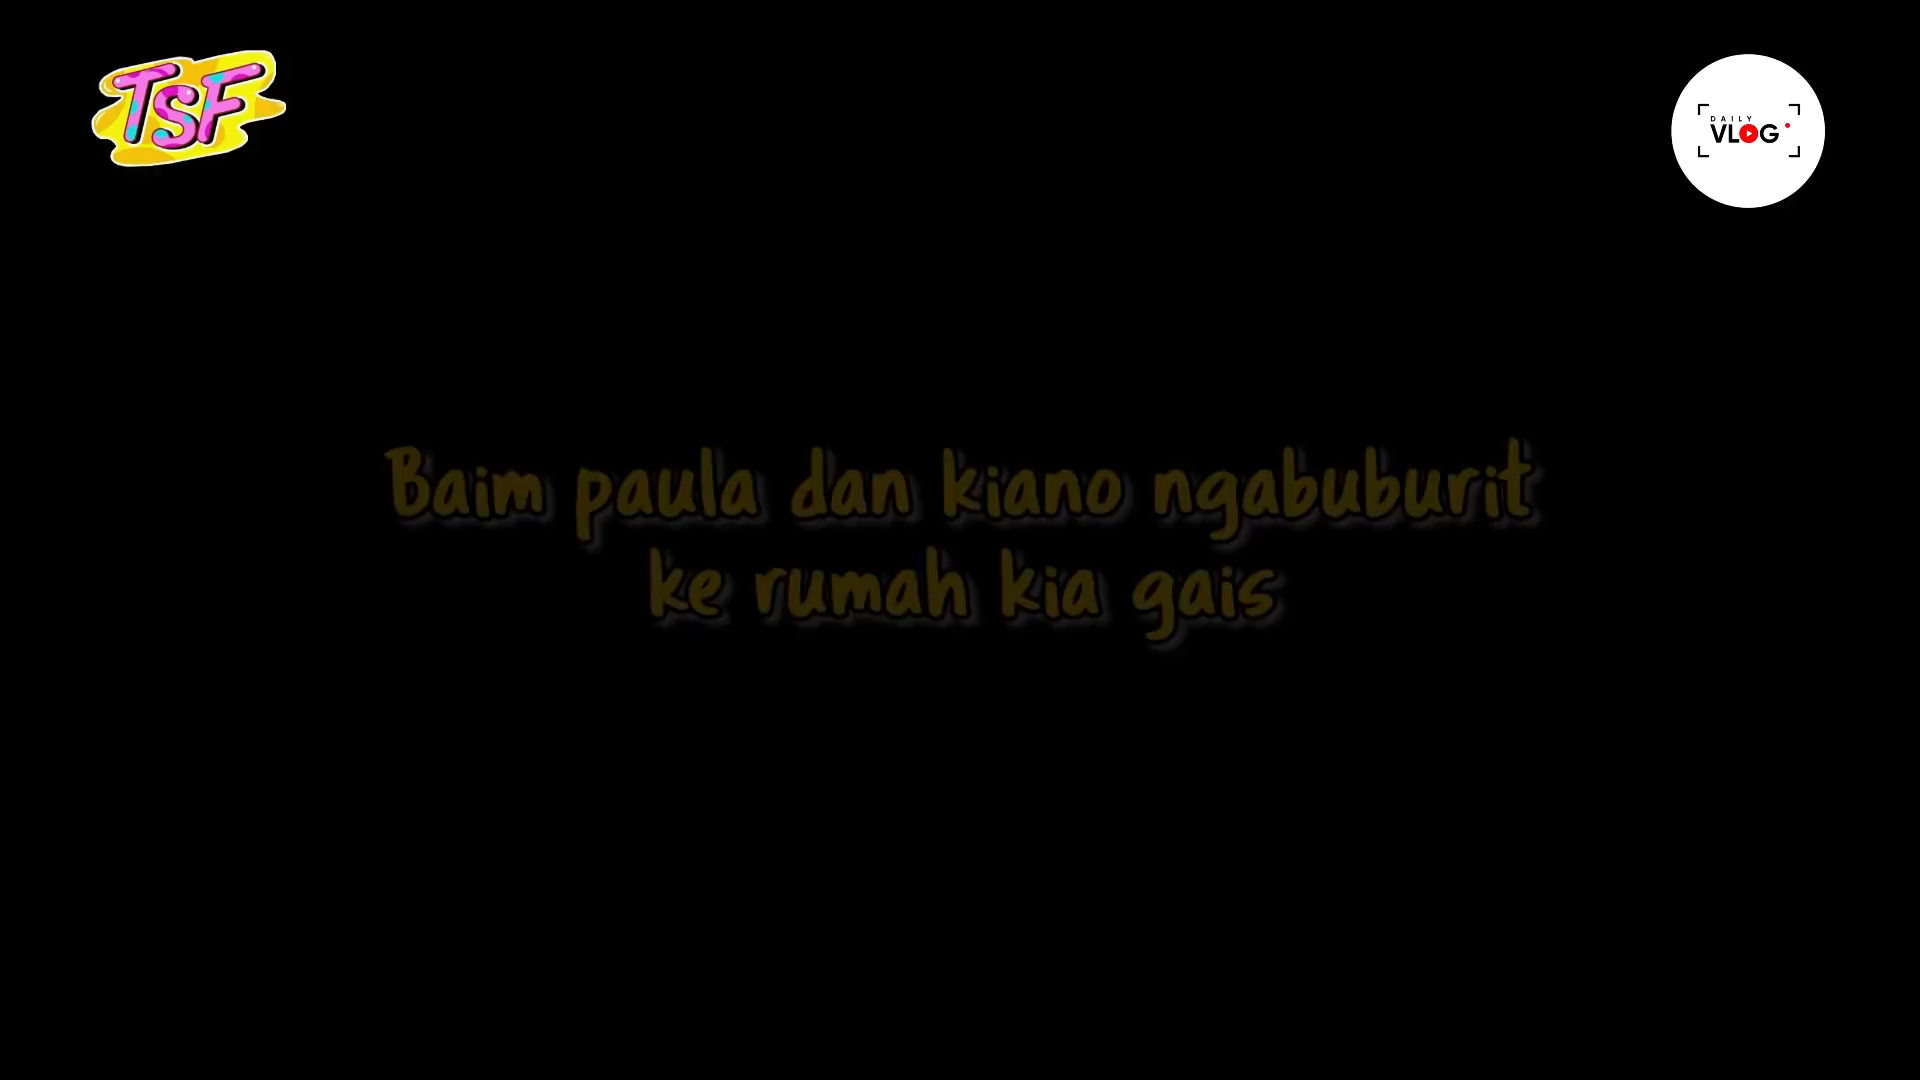 TSF
DAILY
VLOG
Baim paula dan kiano ngabuburit
ke rumah kia gais